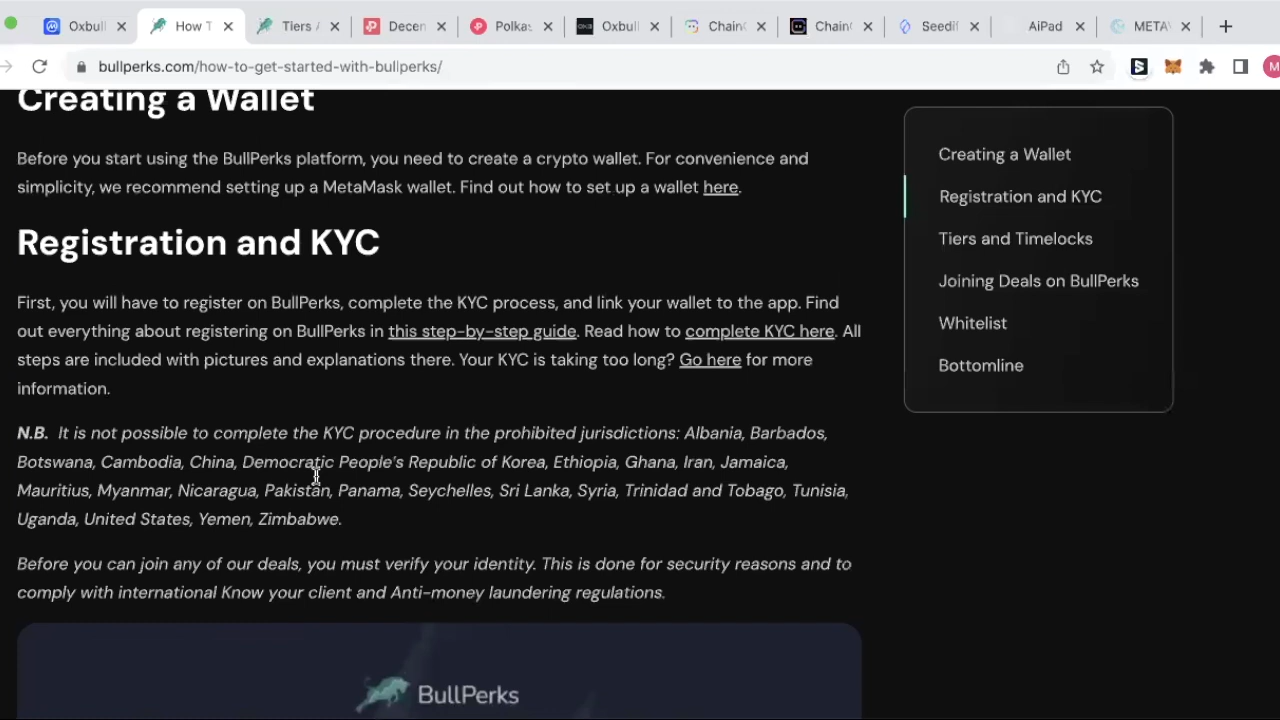 Oxbull
How T
Tiers /
Decen
Polkas
Oxbull
Chain
Chain
Seedif
AiPad
META
bullperks.com/how-to-get-started-with-bullperks/
M
Creating a Wallet
Before you start using the BullPerks platform, you need to create a crypto wallet. For convenience and
simplicity, we recommend setting up a MetaMask wallet. Find out how to set up a wallet here.
Registration and KYC
First, you will have to register on BullPerks, complete the KYC process, and link your wallet to the app. Find
out everything about registering on BullPerks in this step-by-step guide. Read how to complete KYC here. All
steps are included with pictures and explanations there. Your KYC is taking too long? Go here for more
information.
N.B. It is not possible to complete the KYC procedure in the prohibited jurisdictions: Albania, Barbados,
Botswana, Cambodia, China, Democratic People's Republic of Korea, Ethiopia, Ghana, Iran, Jamaica,
Mauritius, Myanmar, Nicaragua, Pakistan, Panama, Seychelles, Sri Lanka, Syria, Trinidad and Tobago, Tunisia,
Uganda, United States, Yemen, Zimbabwe.
Before you can join any of our deals, you must verify your identity. This is done for security reasons and to
comply with international Know your client and Anti-money laundering regulations.
BullPerks
Creating a Wallet
Registration and KYC
Tiers and Timelocks
Joining Deals on BullPerks
Whitelist
Bottomline